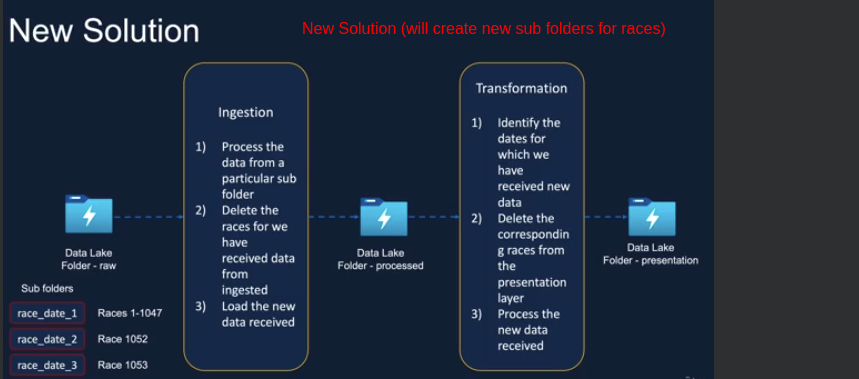 New Solution
New Solution (will create new sub folders for races)
Ingestion
1) Process the
data from a
particular sub
folder
2) Delete the
races for we
have
received data
from
ingested
3) Load the new
data received
Transformation
1) Identify the
dates for
which we
have
received new
data
2) Delete the
correspondin
g races from
the
presentation
layer
3) Process the
new data
received
Data Lake
Folder - raw
Data Lake
Folder - processed
Data Lake
Folder - presentation
Sub folders
race_date_1 Races 1-1047
race_date_2 Race 1052
race_date_3 Race 1053